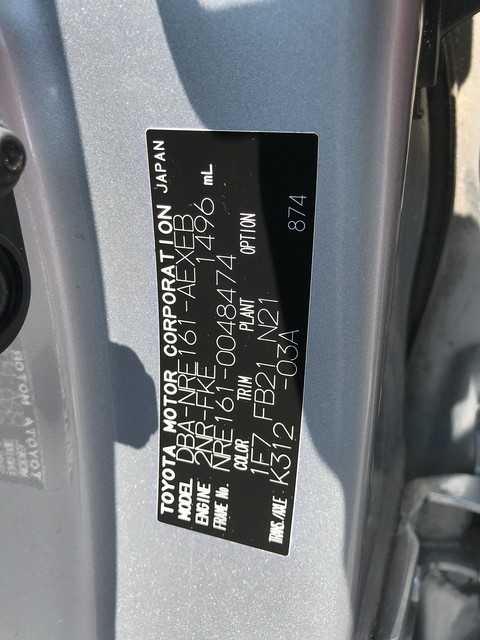 TOYOTA MOTOR CORPORATION JAPAN
MODEL DBA-NRE161-AEXEB
ENGINE 2NR-FKE 1496 mL
FRAME No. NRE161-0048474
COLOR TRIM PLANT OPTION
1F7 FB21 N21
TRANS./AXLE K312 -03A 874